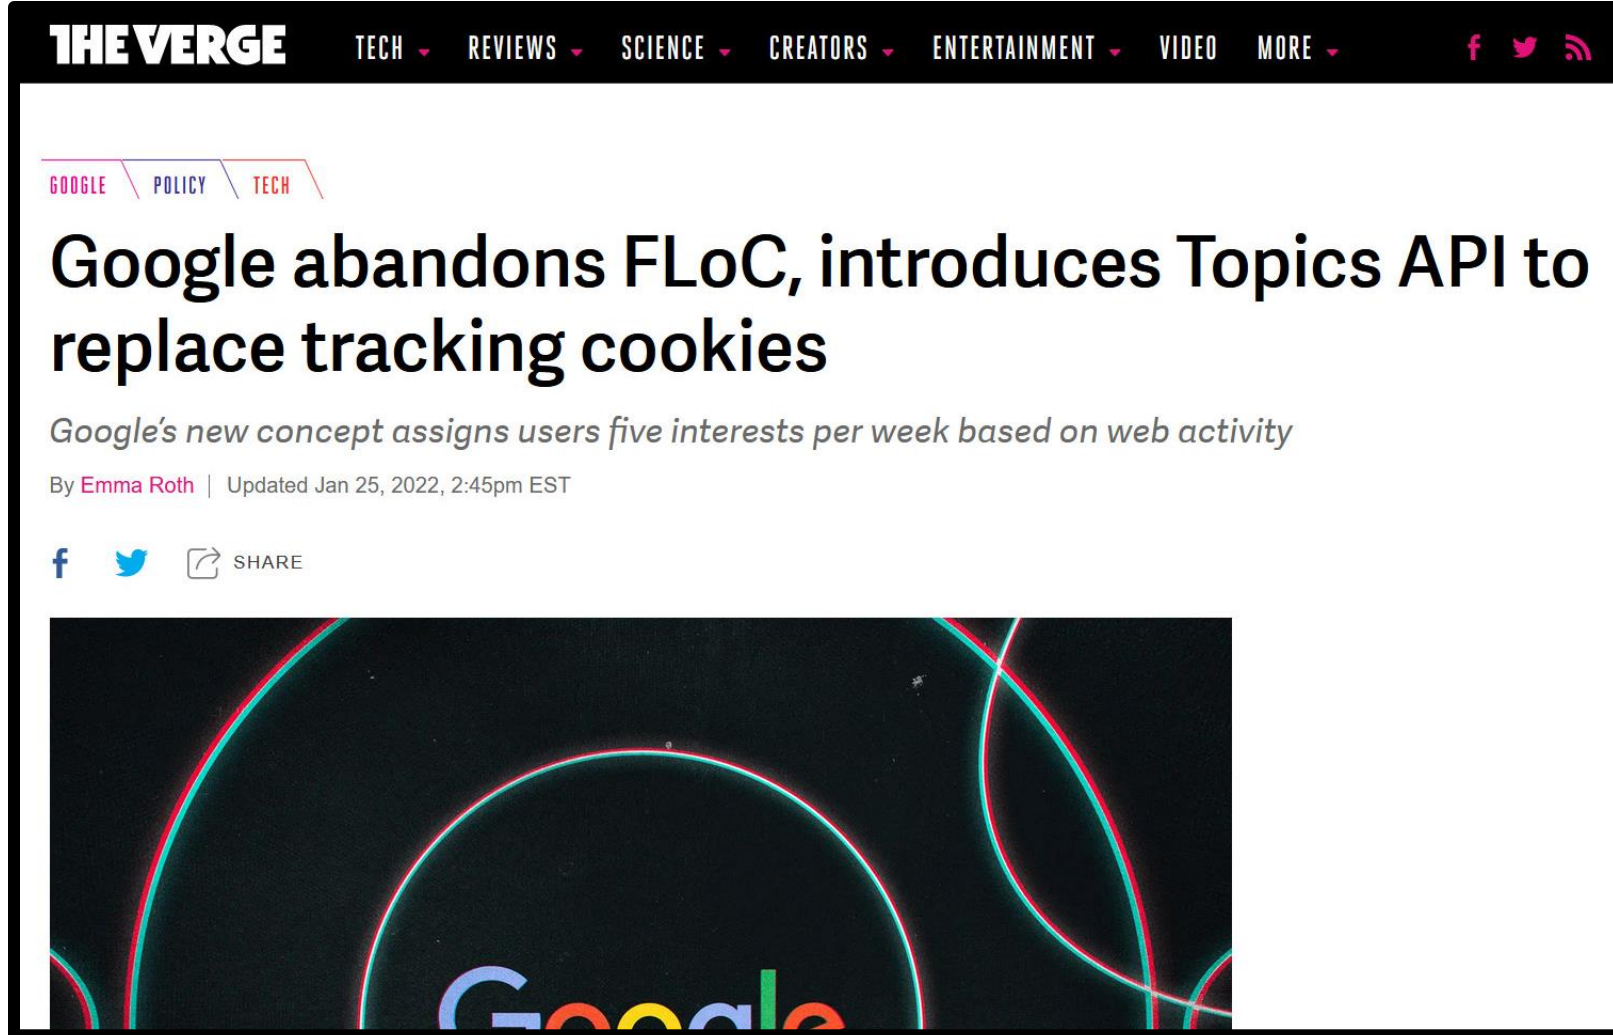 THE VERGE TECH REVIEWS SCIENCE CREATORS ENTERTAINMENT VIDEO MORE
GOOGLE POLICY TECH
Google abandons FLoC, introduces Topics API to
replace tracking cookies
Google's new concept assigns users five interests per week based on web activity
By Emma Roth | Updated Jan 25, 2022, 2:45pm EST
SHARE
Google